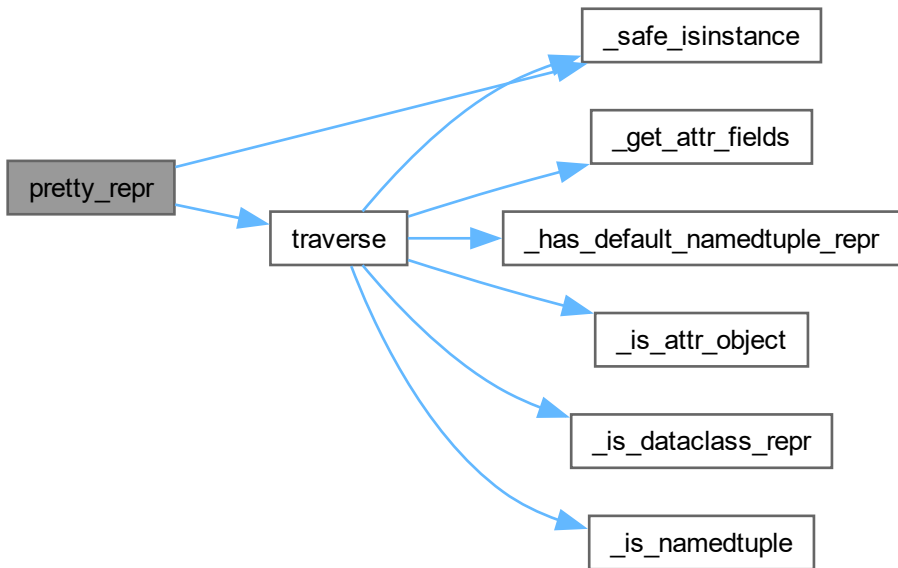 _safe_isinstance
_get_attr_fields
pretty_repr
traverse
_has_default_namedtuple_repr
_is_attr_object
_is_dataclass_repr
_is_namedtuple